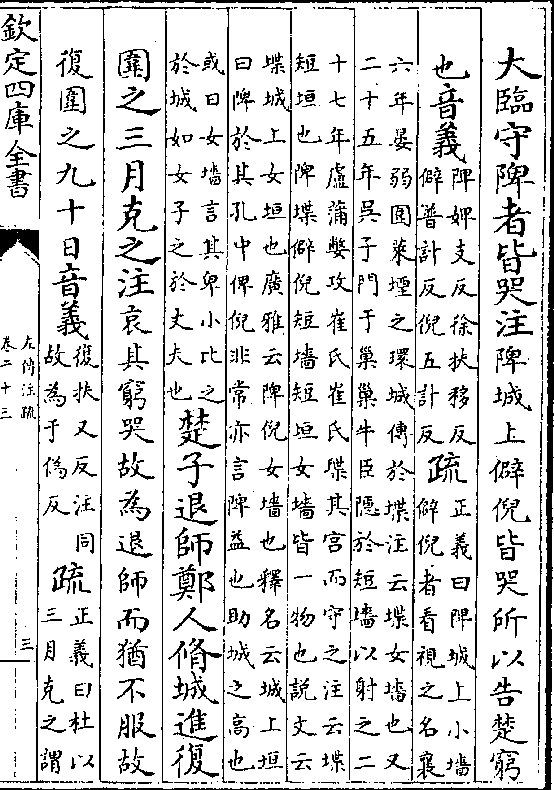 大臨守陴者皆哭注陴城上僻倪皆哭所以告楚窮
也音義
陴婢支反徐扶移反
僻普計反倪五計反
疏
正義曰陴城上小墻
僻倪者看視之名襄
六年晏弱圍萊堙之環城傅於堞注云堞女墻也又
二十五年吳子門于巢巢牛臣隱於短墻以射之二
十七年盧蒲嫳攻崔氏崔氏堞其宫而守之注云堞
短垣也陴堞僻倪短墻短垣女墻皆一物也説文云
堞城上女垣也廣雅云陴倪女墻也釋名云城上垣
曰陴於其孔中俾倪非常亦言陴益也助城之高也
或曰女墻言其卑小比之
於城如女子之於丈夫也
楚子退師鄭人脩城進復
圍之三月克之注哀其窮哭故為退師而猶不服故
復圍之九十日音義
復扶又反注同
故為于偽反
疏
正義曰杜以
三月克之謂
欽定四庫全書
左傳注疏
卷二十三
三